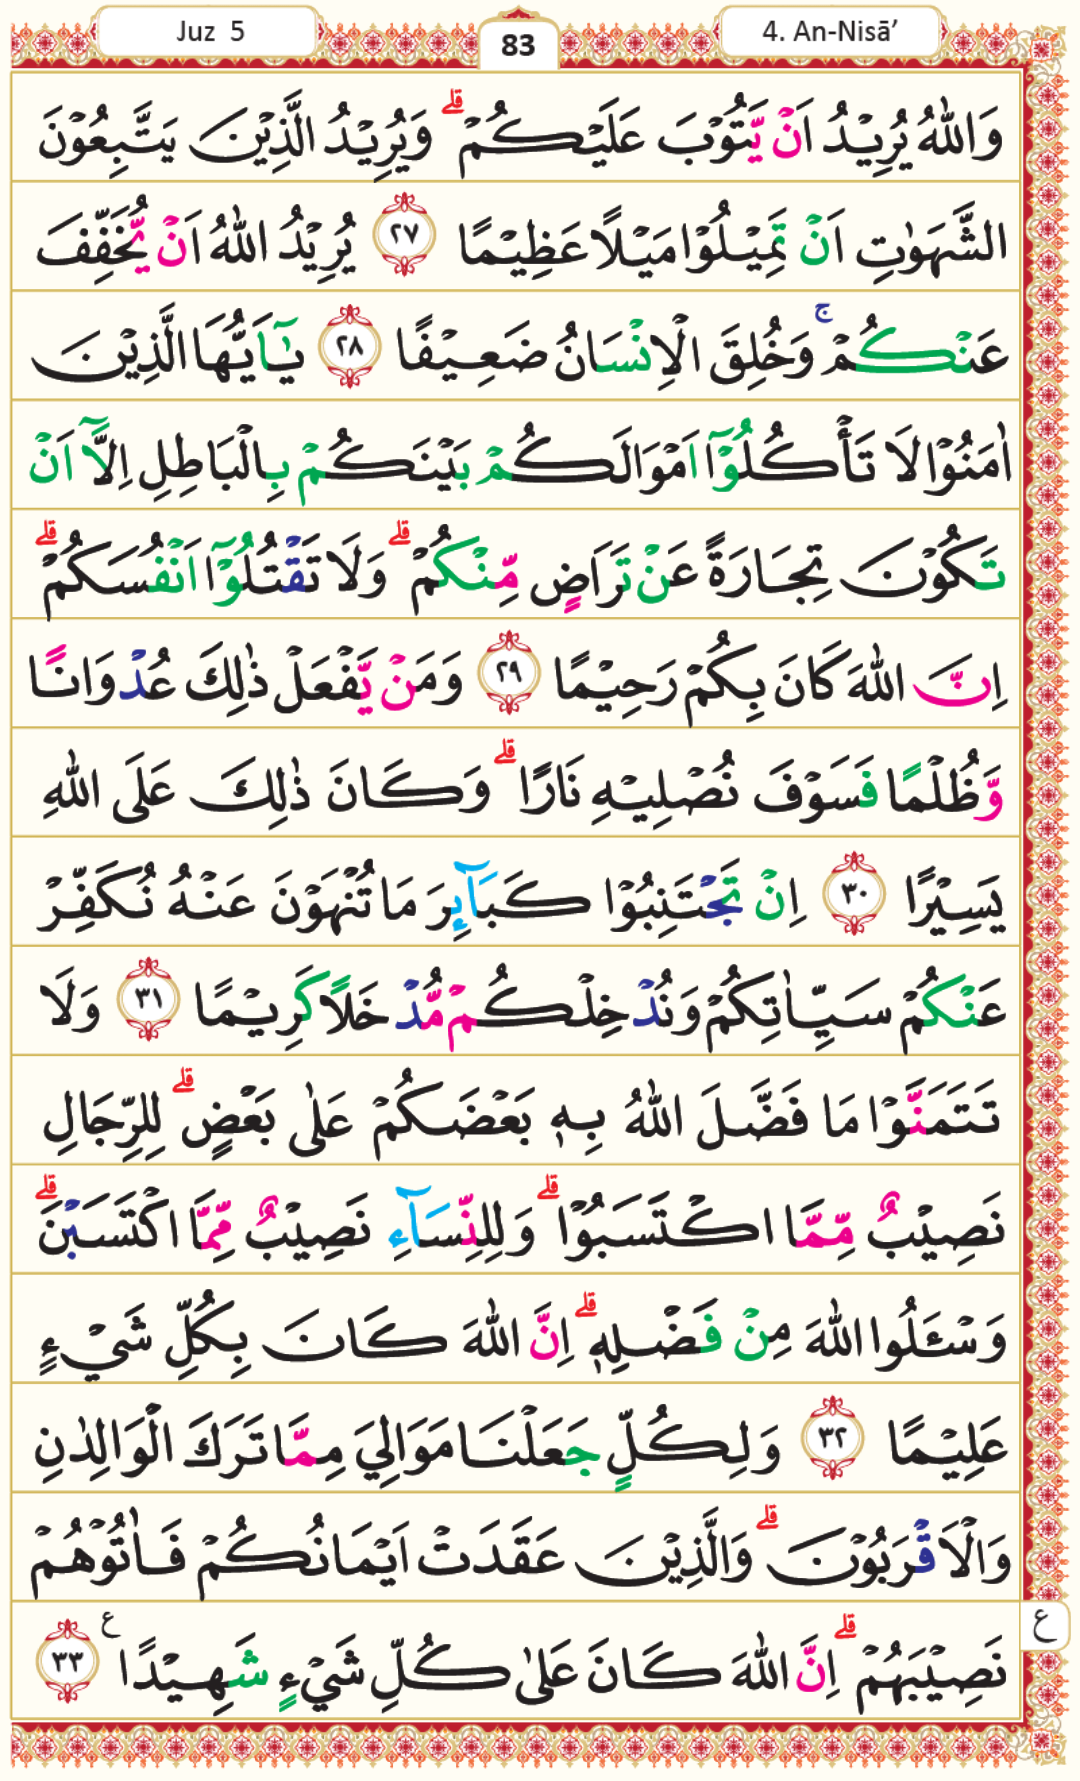 Juz 5
83
4. An-Nisā’
وَاللّٰهُ يُرِيْدُ اَنْ يَّتُوْبَ عَلَيْكُمْ ۗ وَيُرِيْدُ الَّذِيْنَ يَتَّبِعُوْنَ
الشَّهَوٰتِ اَنْ تَمِيْلُوْا مَيْلًا عَظِيْمًا ٢٧ يُرِيْدُ اللّٰهُ اَنْ يُّخَفِّفَ
عَنْكُمْ ۚ وَخُلِقَ الْاِنْسَانُ ضَعِيْفًا ٢٨ يٰٓاَيُّهَا الَّذِيْنَ
اٰمَنُوْا لَا تَأْكُلُوْٓا اَمْوَالَكُمْ بَيْنَكُمْ بِالْبَاطِلِ اِلَّآ اَنْ
تَكُوْنَ تِجَارَةً عَنْ تَرَاضٍ مِّنْكُمْ ۗ وَلَا تَقْتُلُوْٓا اَنْفُسَكُمْ ۗ
اِنَّ اللّٰهَ كَانَ بِكُمْ رَحِيْمًا ٢٩ وَمَنْ يَّفْعَلْ ذٰلِكَ عُدْوَانًا
وَّظُلْمًا فَسَوْفَ نُصْلِيْهِ نَارًا ۗ وَكَانَ ذٰلِكَ عَلَى اللّٰهِ
يَسِيْرًا ٣٠ اِنْ تَجْتَنِبُوْا كَبَآىِٕرَ مَا تُنْهَوْنَ عَنْهُ نُكَفِّرْ
عَنْكُمْ سَيِّاٰتِكُمْ وَنُدْخِلْكُمْ مُّدْخَلًا كَرِيْمًا ٣١ وَلَا
تَتَمَنَّوْا مَا فَضَّلَ اللّٰهُ بِهٖ بَعْضَكُمْ عَلٰى بَعْضٍ ۗ لِلرِّجَالِ
نَصِيْبٌ مِّمَّا اكْتَسَبُوْا ۗ وَلِلنِّسَاۤءِ نَصِيْبٌ مِّمَّا اكْتَسَبْنَ ۗ
وَسْـَٔلُوا اللّٰهَ مِنْ فَضْلِهٖ ۗ اِنَّ اللّٰهَ كَانَ بِكُلِّ شَيْءٍ
عَلِيْمًا ٣٢ وَلِكُلٍّ جَعَلْنَا مَوَالِيَ مِمَّا تَرَكَ الْوَالِدٰنِ
وَالْاَقْرَبُوْنَ ۗ وَالَّذِيْنَ عَقَدَتْ اَيْمَانُكُمْ فَاٰتُوْهُمْ
نَصِيْبَهُمْ ۗ اِنَّ اللّٰهَ كَانَ عَلٰى كُلِّ شَيْءٍ شَهِيْدًا ع ٣٣
ع